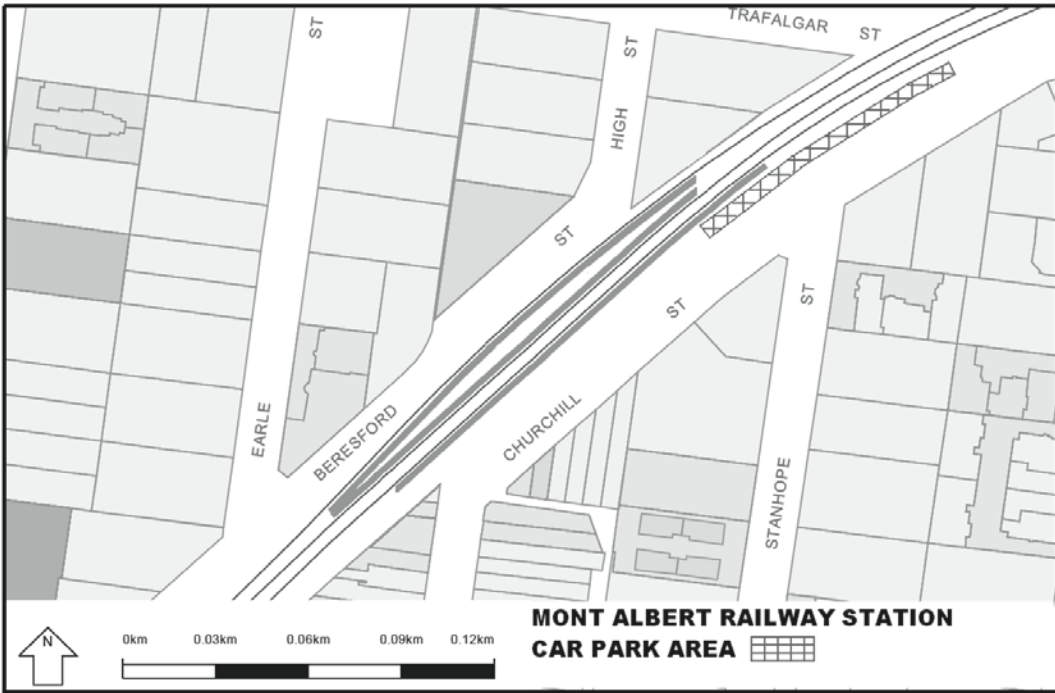 TRAFALGAR ST
ST
HIGH ST
EARLE
ST
BERESFORD
ST
CHURCHILL
ST
STANHOPE
N
0km 0.03km 0.06km 0.09km 0.12km
MONT ALBERT RAILWAY STATION
CAR PARK AREA